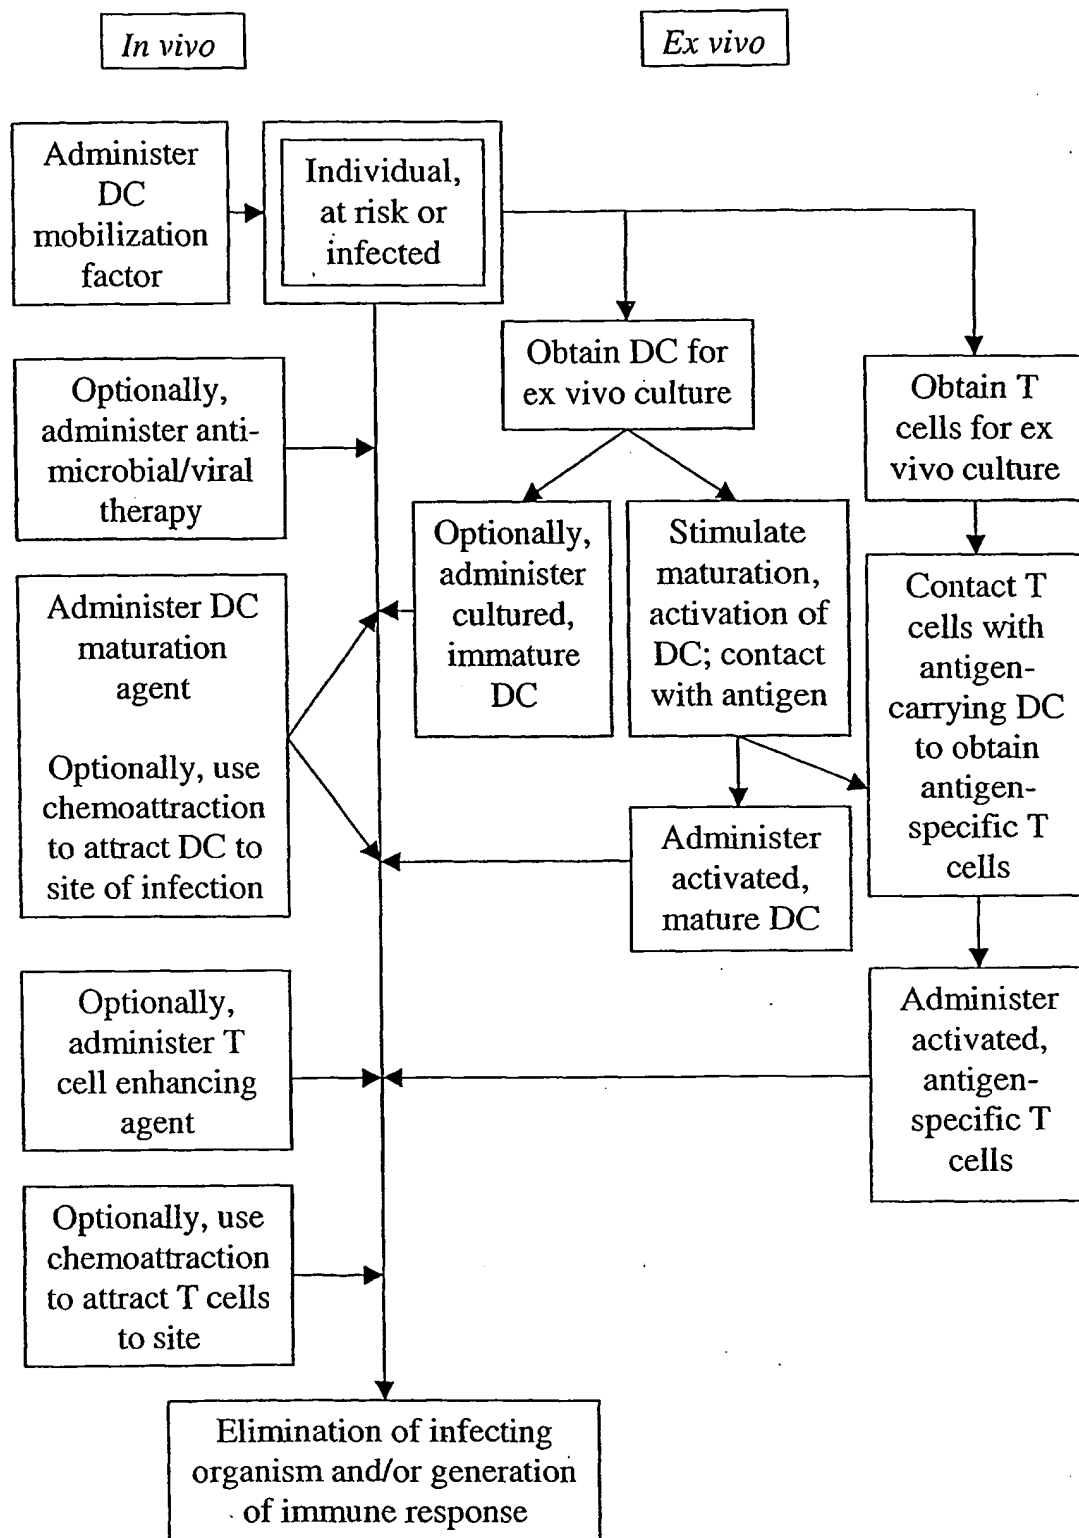 In vivo
Ex vivo
Administer
DC
mobilization
factor
Individual,
at risk or
infected
Obtain DC for
ex vivo culture
Obtain T
cells for ex
vivo culture
Optionally,
administer anti-
microbial/viral
therapy
Optionally,
administer
cultured,
immature
DC
Stimulate
maturation,
activation of
DC; contact
with antigen
Contact T
cells with
antigen-
carrying DC
to obtain
antigen-
specific T
cells
Administer DC
maturation
agent
Optionally, use
chemoattraction
to attract DC to
site of infection
Administer
activated,
mature DC
Optionally,
administer T
cell enhancing
agent
Administer
activated,
antigen-
specific T
cells
Optionally, use
chemoattraction
to attract T cells
to site
Elimination of infecting
organism and/or generation
of immune response